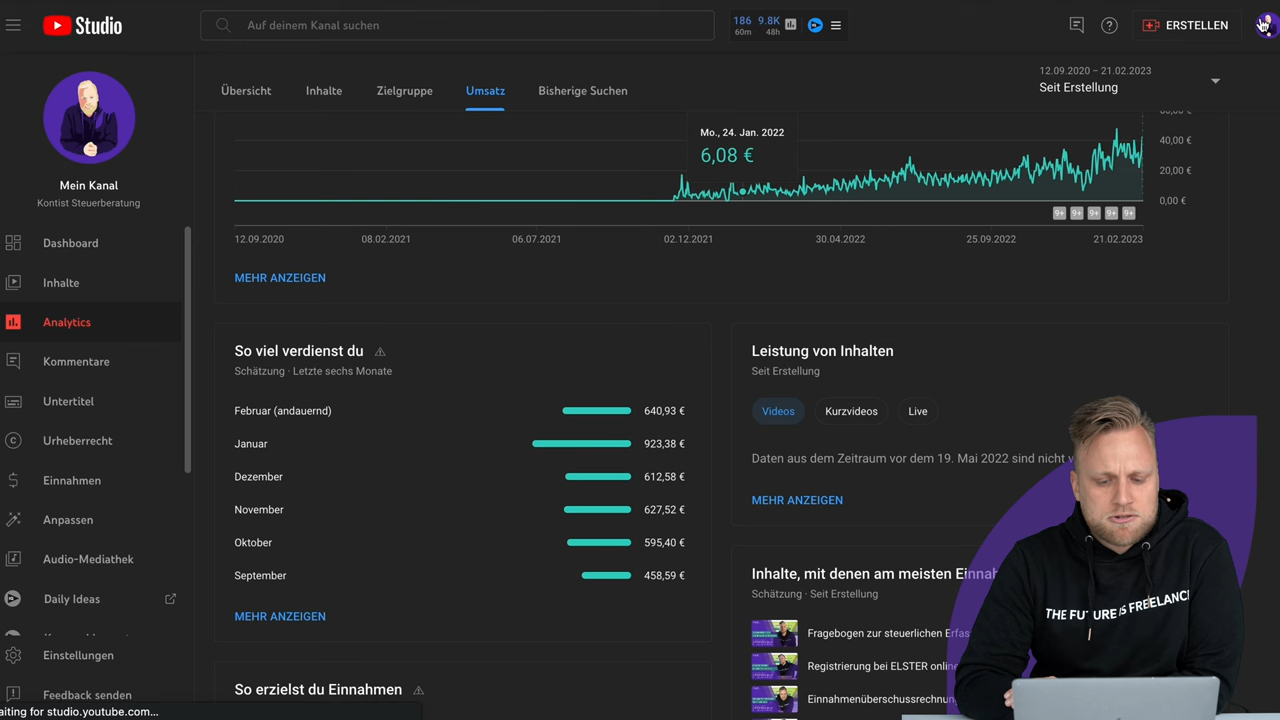 Studio
Auf deinem Kanal suchen
186 9.8K
60m 48h
ERSTELLEN
Übersicht
Inhalte
Zielgruppe
Umsatz
Bisherige Suchen
12.09.2020 – 21.02.2023
Seit Erstellung
Mo., 24. Jan. 2022
6,08 €
40,00 €
20,00 €
0,00 €
9+ 9+ 9+ 9+ 9+
12.09.2020
08.02.2021
06.07.2021
02.12.2021
30.04.2022
25.09.2022
21.02.2023
MEHR ANZEIGEN
Mein Kanal
Kontist Steuerberatung
Dashboard
Inhalte
Analytics
Kommentare
Untertitel
Urheberrecht
Einnahmen
Anpassen
Audio-Mediathek
Daily Ideas
Einstellungen
Feedback senden
aiting for studio.youtube.com...
So viel verdienst du
Schätzung · Letzte sechs Monate
Februar (andauernd) 640,93 €
Januar 923,38 €
Dezember 612,58 €
November 627,52 €
Oktober 595,40 €
September 458,59 €
MEHR ANZEIGEN
So erzielst du Einnahmen
Leistung von Inhalten
Seit Erstellung
Videos
Kurzvideos
Live
Daten aus dem Zeitraum vor dem 19. Mai 2022 sind nicht
MEHR ANZEIGEN
Inhalte, mit denen am meisten Einnah
Schätzung · Seit Erstellung
Fragebogen zur steuerlichen Erfas
Registrierung bei ELSTER online
Einnahmenüberschussrechnung
THE FUTURE IS FREELANCE